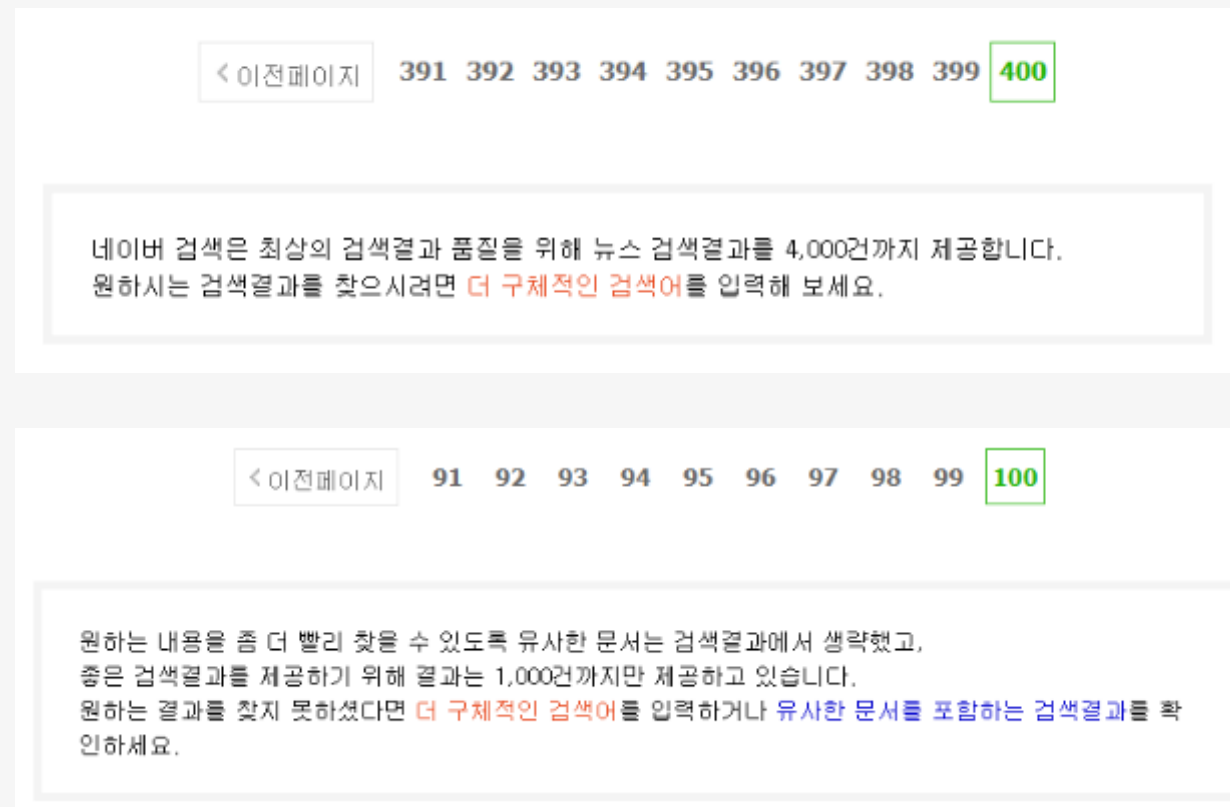 < 이전페이지 391 392 393 394 395 396 397 398 399 400
네이버 검색은 최상의 검색결과 품질을 위해 뉴스 검색결과를 4,000건까지 제공합니다.
원하시는 검색결과를 찾으시려면 더 구체적인 검색어를 입력해 보세요.
< 이전페이지 91 92 93 94 95 96 97 98 99 100
원하는 내용을 좀 더 빨리 찾을 수 있도록 유사한 문서는 검색결과에서 생략했고,
좋은 검색결과를 제공하기 위해 결과는 1,000건까지만 제공하고 있습니다.
원하는 결과를 찾지 못하셨다면 더 구체적인 검색어를 입력하거나 유사한 문서를 포함하는 검색결과를 확
인하세요.